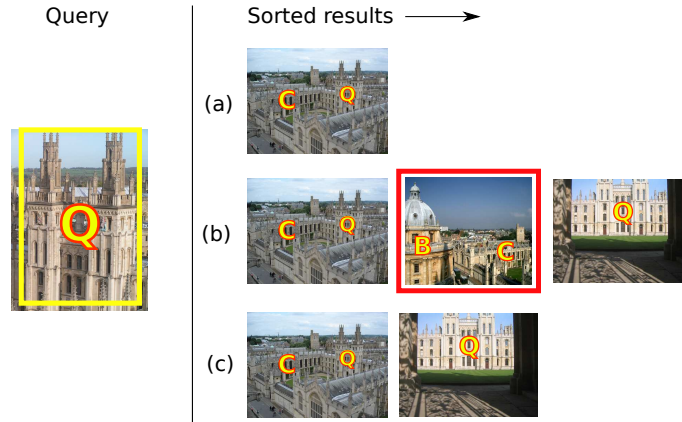 Query
Sorted results
Q
(a)
C Q
(b)
C Q B C Q
(c)
C Q Q